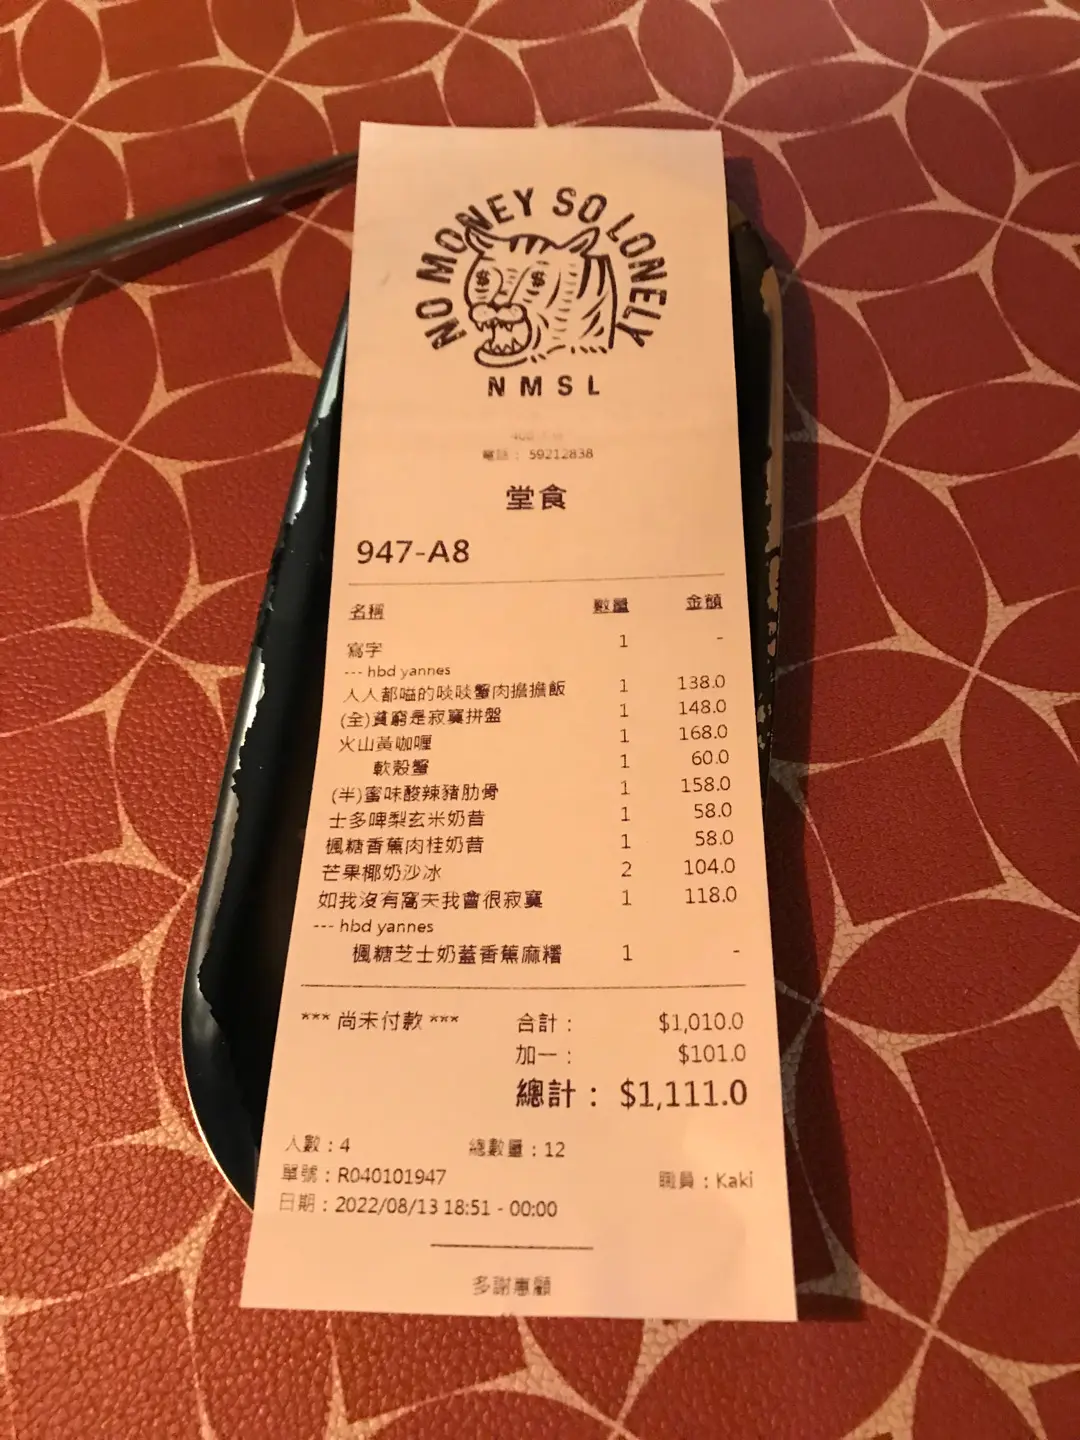 NO MONEY SO LONELY
NMSL
電話： 59212838
堂食
947-A8
名稱 數量 金額
寫字 1 -
--- hbd yannes
人人都嗌的啖啖蟹肉擔擔飯 1 138.0
(全)貧窮是寂寞拼盤 1 148.0
火山黃咖喱 1 168.0
軟殼蟹 1 60.0
(半)蜜味酸辣豬肋骨 1 158.0
士多啤梨玄米奶昔 1 58.0
楓糖香蕉肉桂奶昔 1 58.0
芒果椰奶沙冰 2 104.0
如我沒有窩夫我會很寂寞 1 118.0
--- hbd yannes
楓糖芝士奶蓋香蕉麻糬 1 -
*** 尚未付款 *** 合計： $1,010.0
加一： $101.0
總計： $1,111.0
人數：4 總數量：12
單號：R040101947 職員：Kaki
日期：2022/08/13 18:51 - 00:00
多謝惠顧